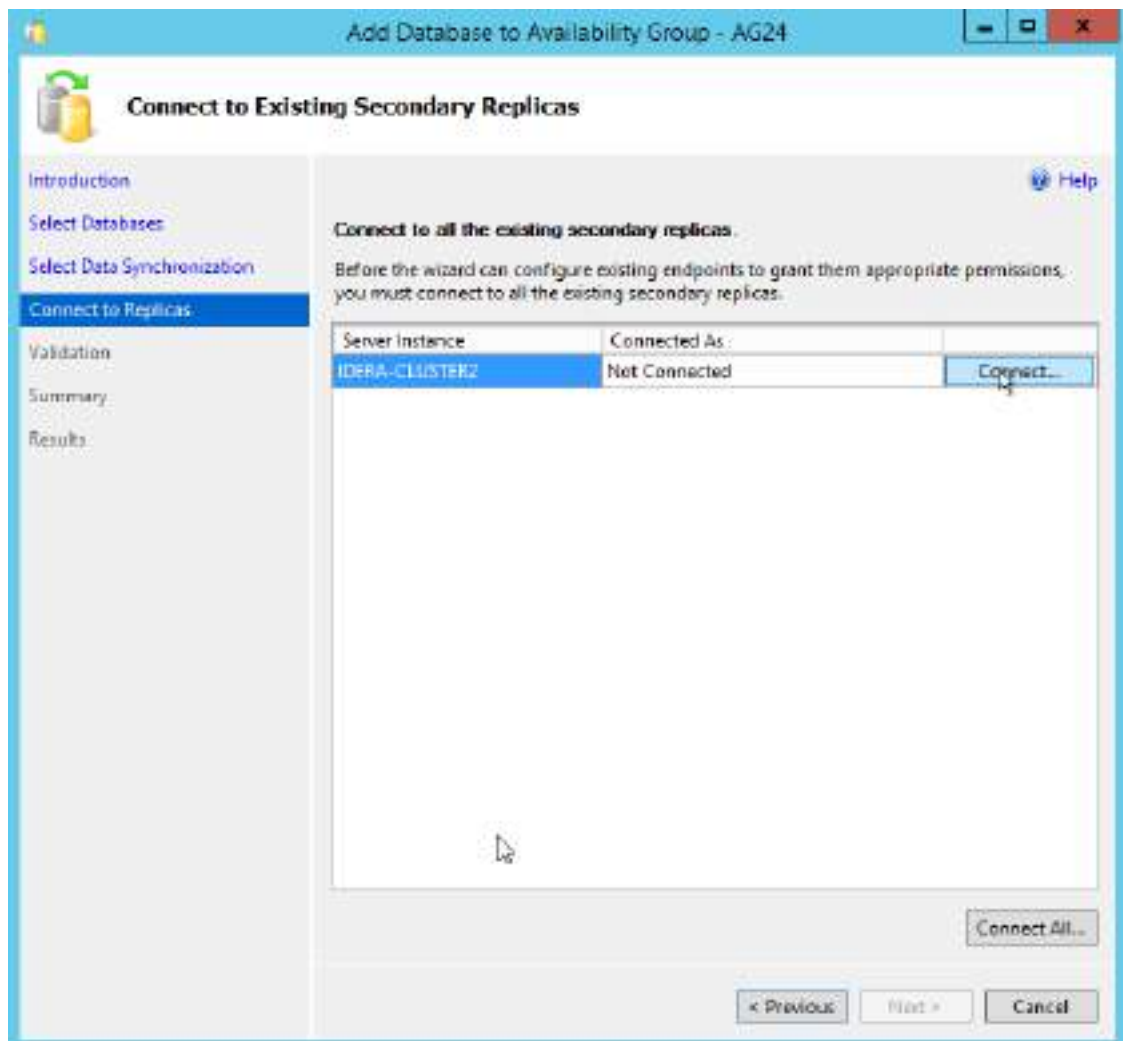 Add Database to Availability Group - AG24
Connect to Existing Secondary Replicas
Introduction
Help
Select Databases
Connect to all the existing secondary replicas.
Select Data Synchronization
Before the wizard can configure existing endpoints to grant them appropriate permissions,
you must connect to all the existing secondary replicas.
Connect to Replicas
Server Instance Connected As
Validation
IDERA-CLUSTER2 Not Connected Connect...
Summary
Results
Connect All...
< Previous Next > Cancel